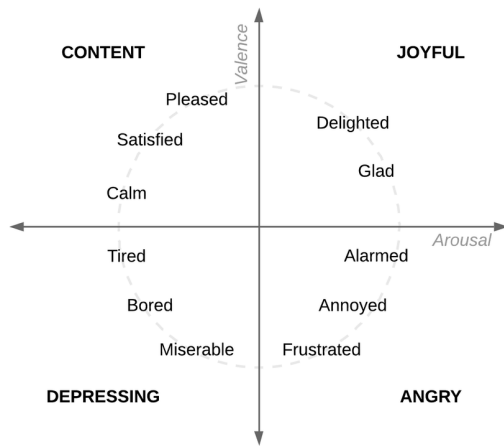 CONTENT
Valence
JOYFUL
Pleased
Delighted
Satisfied
Glad
Calm
Arousal
Tired
Alarmed
Bored
Annoyed
Miserable
Frustrated
DEPRESSING
ANGRY